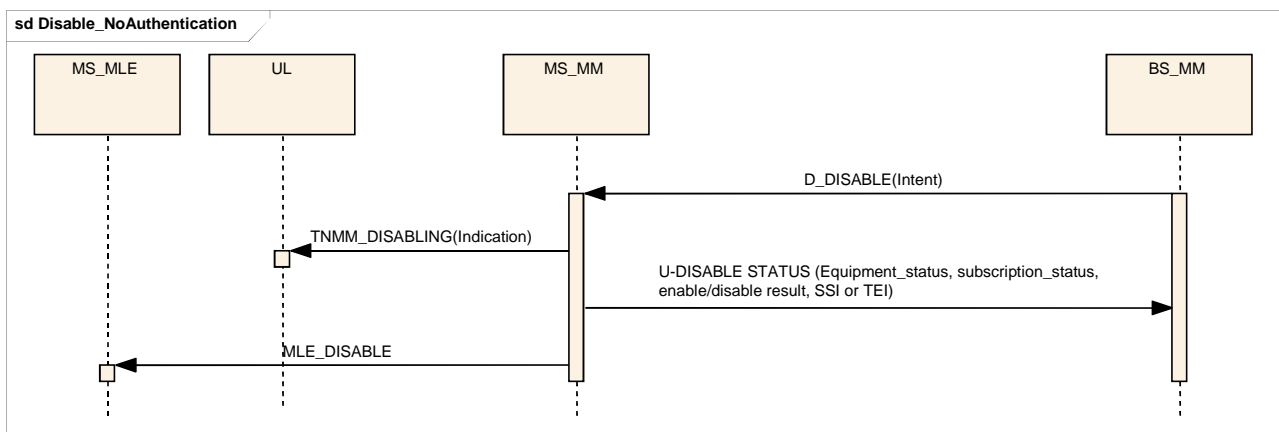 sd Disable_NoAuthentication
MS_MLE
UL
MS_MM
BS_MM
D_DISABLE(Intent)
TNMM_DISABLING(Indication)
U-DISABLE STATUS (Equipment_status, subscription_status,
enable/disable result, SSI or TEI)
MLE_DISABLE